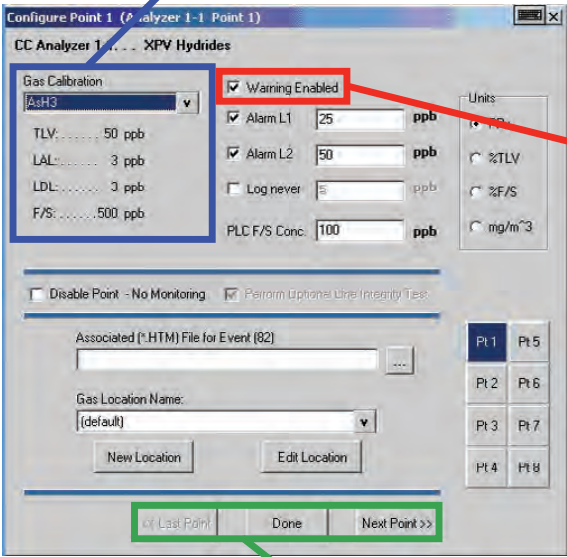 Configure Point 1 (Analyzer 1-1 Point 1)
CC Analyzer 1-1. . . XPV Hydrides
Gas Calibration
AsH3
TLV: . . . . . . 50 ppb
LAL: . . . . . . 3 ppb
LDL: . . . . . . 3 ppb
F/S: . . . . . .500 ppb
Warning Enabled
Alarm L1 25 ppb
Alarm L2 50 ppb
Log never 5 ppb
PLC F/S Conc. 100 ppb
Units
%TLV
%F/S
mg/m^3
Disable Point - No Monitoring Perform Optional Line Integrity Test
Associated (*.HTM) File for Event (82)
...
Gas Location Name:
(default)
New Location Edit Location
Pt 1 Pt 5
Pt 2 Pt 6
Pt 3 Pt 7
Pt 4 Pt 8
<< Last Point Done Next Point >>